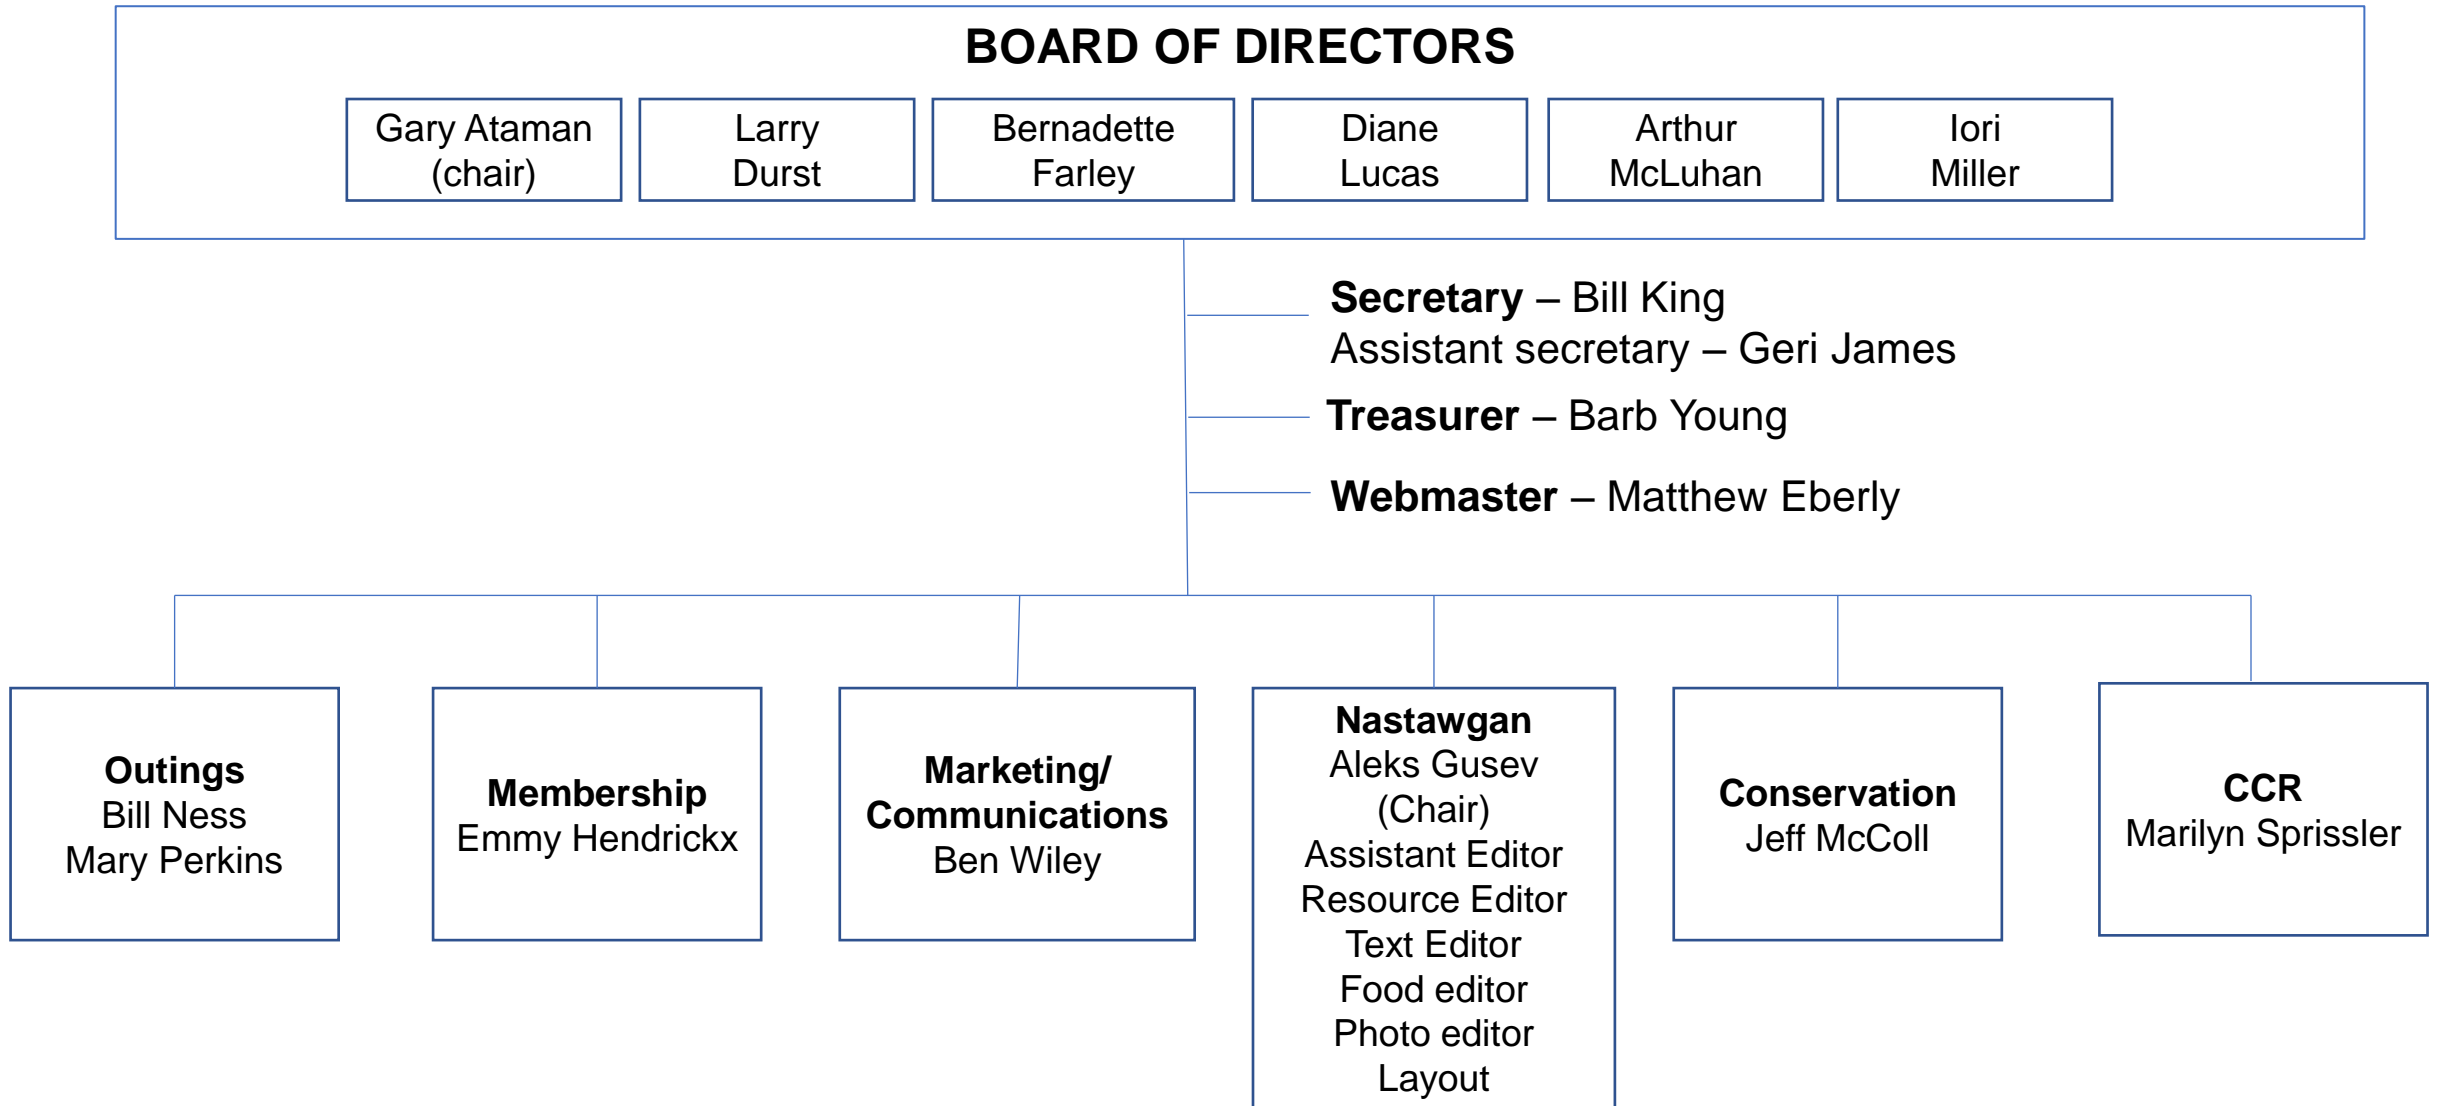 BOARD OF DIRECTORS
Gary Ataman
(chair)
Larry
Durst
Bernadette
Farley
Diane
Lucas
Arthur
McLuhan
Iori
Miller
Secretary – Bill King
Assistant secretary – Geri James
Treasurer – Barb Young
Webmaster – Matthew Eberly
Outings
Bill Ness
Mary Perkins
Membership
Emmy Hendrickx
Marketing/
Communications
Ben Wiley
Nastawgan
Aleks Gusev
(Chair)
Assistant Editor
Resource Editor
Text Editor
Food editor
Photo editor
Layout
Conservation
Jeff McColl
CCR
Marilyn Sprissler